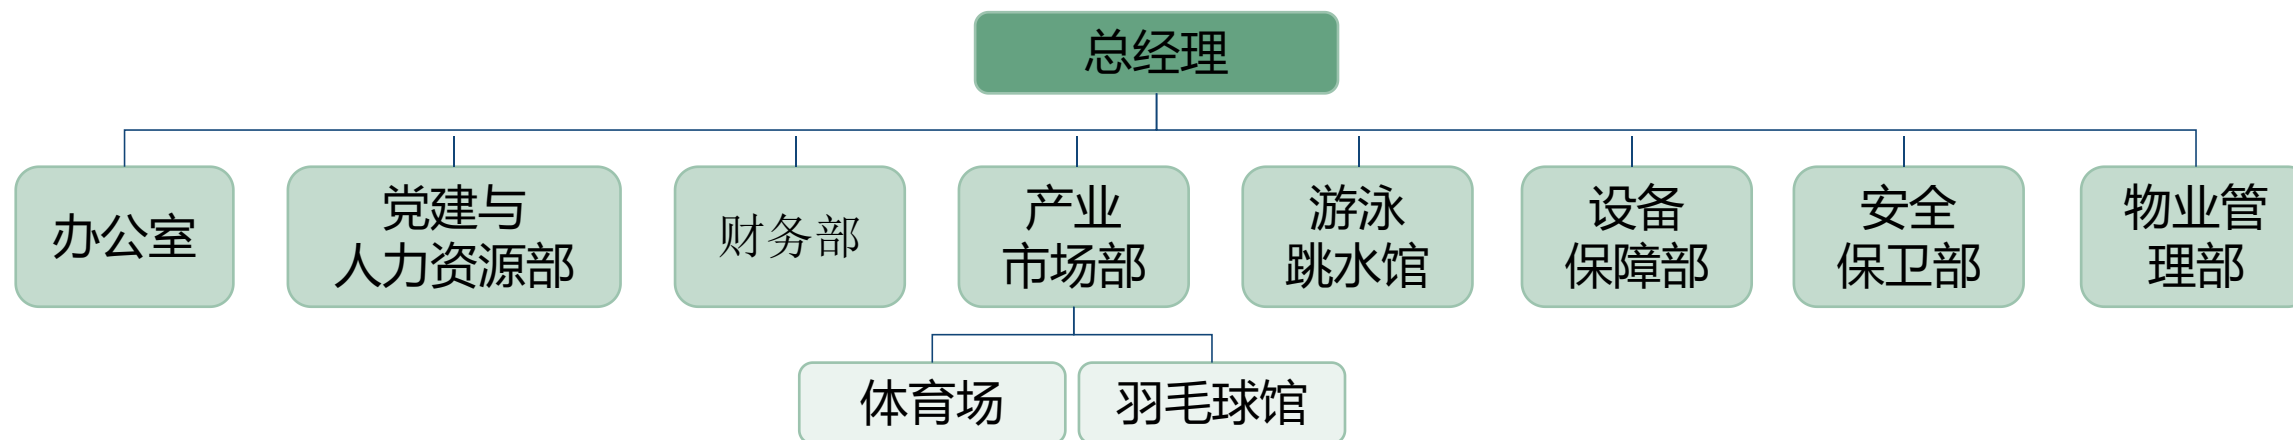 总经理
办公室
党建与
人力资源部
财务部
产业
市场部
游泳
跳水馆
设备
保障部
安全
保卫部
物业管
理部
体育场
羽毛球馆